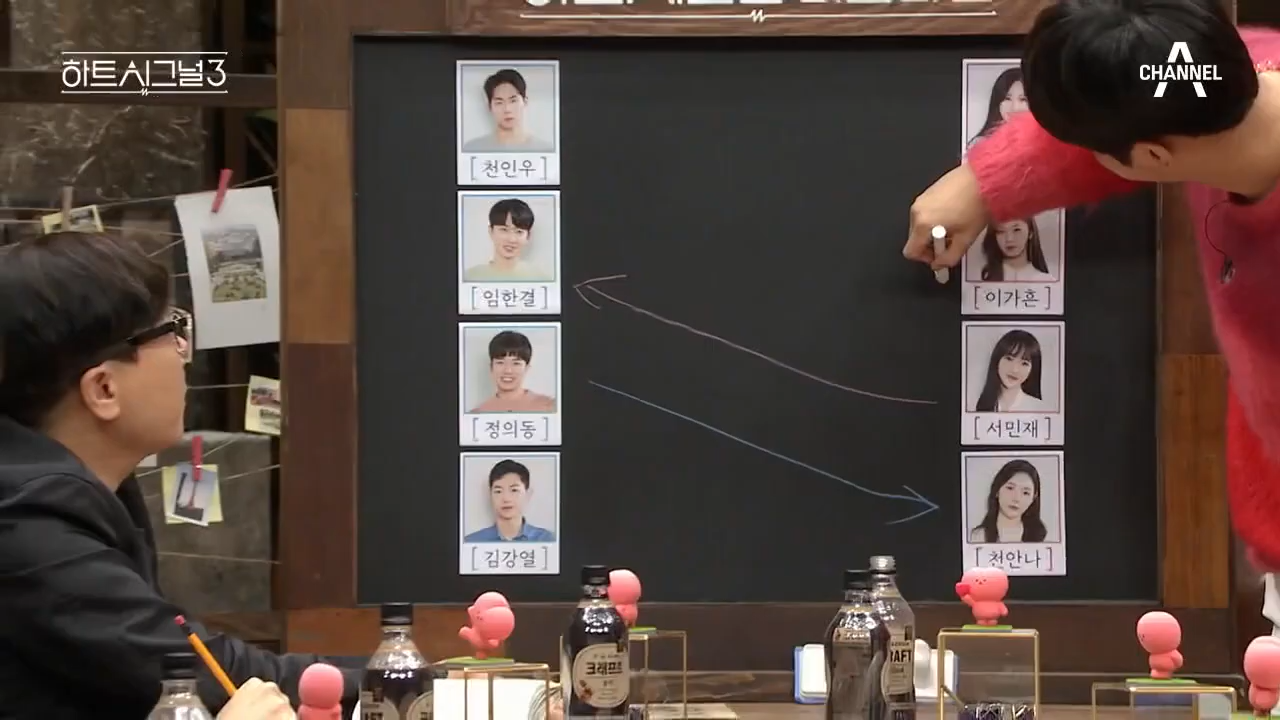 하트시그널3
CHANNEL A
[ 천인우 ]
[ 임한결 ]
[ 이가흔 ]
[ 정의동 ]
[ 서민재 ]
[ 김강열 ]
[ 천안나 ]
크래프트